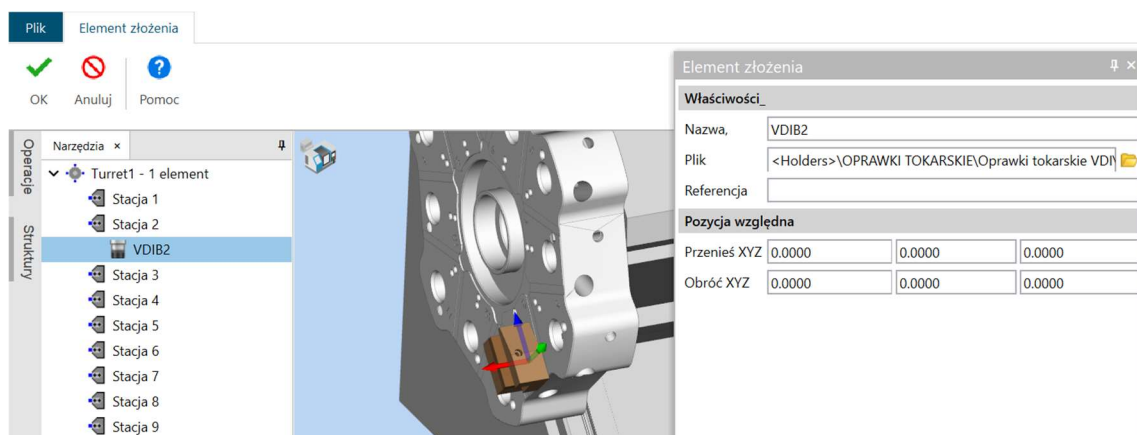 Plik
Element złożenia
OK
Anuluj
Pomoc
Operacje
Struktury
Narzędzia ×
Turret1 - 1 element
Stacja 1
Stacja 2
VDIB2
Stacja 3
Stacja 4
Stacja 5
Stacja 6
Stacja 7
Stacja 8
Stacja 9
Element złożenia
Właściwości_
Nazwa, VDIB2
Plik <Holders>\OPRAWKI TOKARSKIE\Oprawki tokarskie VDI\
Referencja
Pozycja względna
Przenieś XYZ 0.0000 0.0000 0.0000
Obróć XYZ 0.0000 0.0000 0.0000